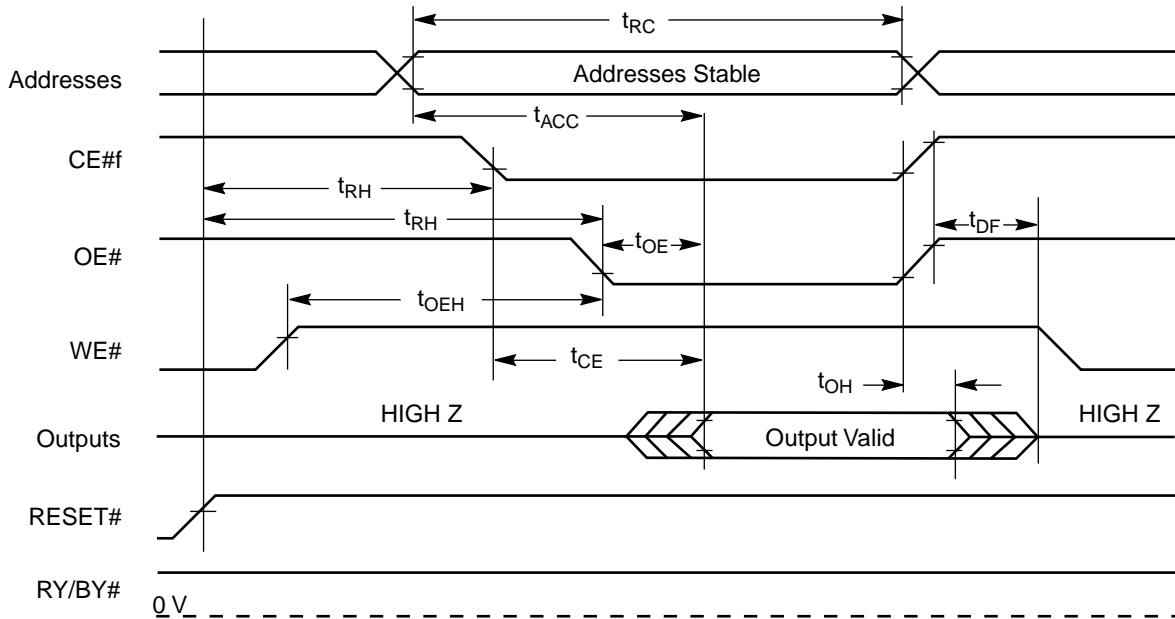 tRC
Addresses
Addresses Stable
tACC
CE#f
tRH
tRH
tOE
tDF
OE#
tOEH
WE#
tCE
tOH
HIGH Z
HIGH Z
Outputs
Output Valid
RESET#
RY/BY#
0 V